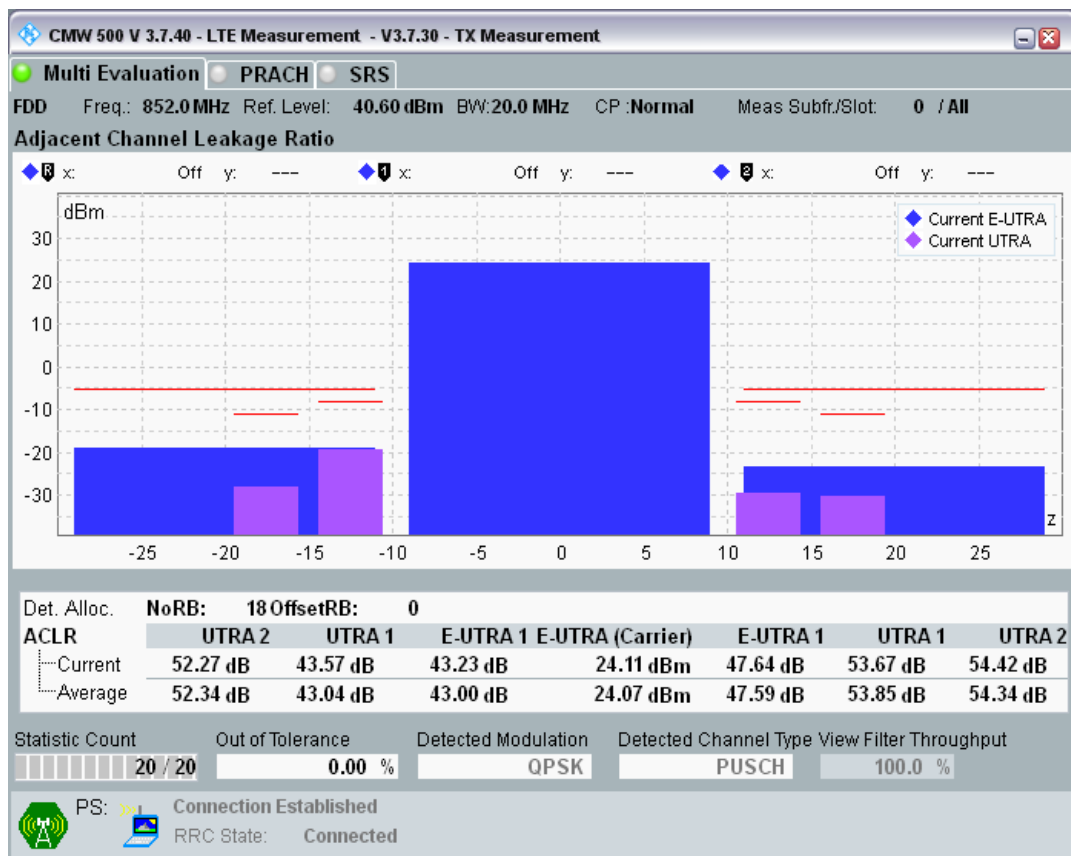 CMW 500 V 3.7.40 - LTE Measurement - V3.7.30 - TX Measurement
Multi Evaluation PRACH SRS
FDD Freq.: 852.0 MHz Ref. Level: 40.60 dBm BW:20.0 MHz CP :Normal Meas Subfr./Slot: 0 / All
Adjacent Channel Leakage Ratio
R x: Off y: --- 1 x: Off y: --- 2 x: Off y: ---
dBm
Current E-UTRA
Current UTRA
30
20
10
0
-10
-20
-30
z
-25 -20 -15 -10 -5 0 5 10 15 20 25
Det. Alloc. NoRB: 18 OffsetRB: 0
ACLR UTRA 2 UTRA 1 E-UTRA 1 E-UTRA (Carrier) E-UTRA 1 UTRA 1 UTRA 2
Current 52.27 dB 43.57 dB 43.23 dB 24.11 dBm 47.64 dB 53.67 dB 54.42 dB
Average 52.34 dB 43.04 dB 43.00 dB 24.07 dBm 47.59 dB 53.85 dB 54.34 dB
Statistic Count Out of Tolerance Detected Modulation Detected Channel Type View Filter Throughput
20 / 20 0.00 % QPSK PUSCH 100.0 %
PS: Connection Established
RRC State: Connected